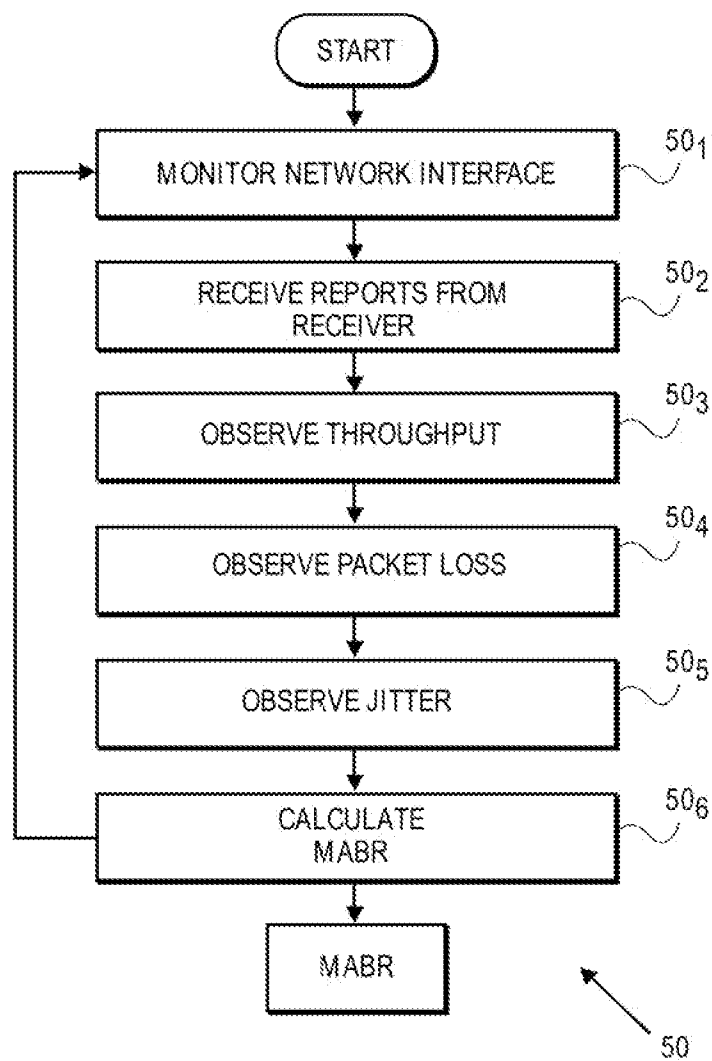 START
MONITOR NETWORK INTERFACE
50₁
RECEIVE REPORTS FROM
RECEIVER
50₂
OBSERVE THROUGHPUT
50₃
OBSERVE PACKET LOSS
50₄
OBSERVE JITTER
50₅
CALCULATE
MABR
50₆
MABR
50